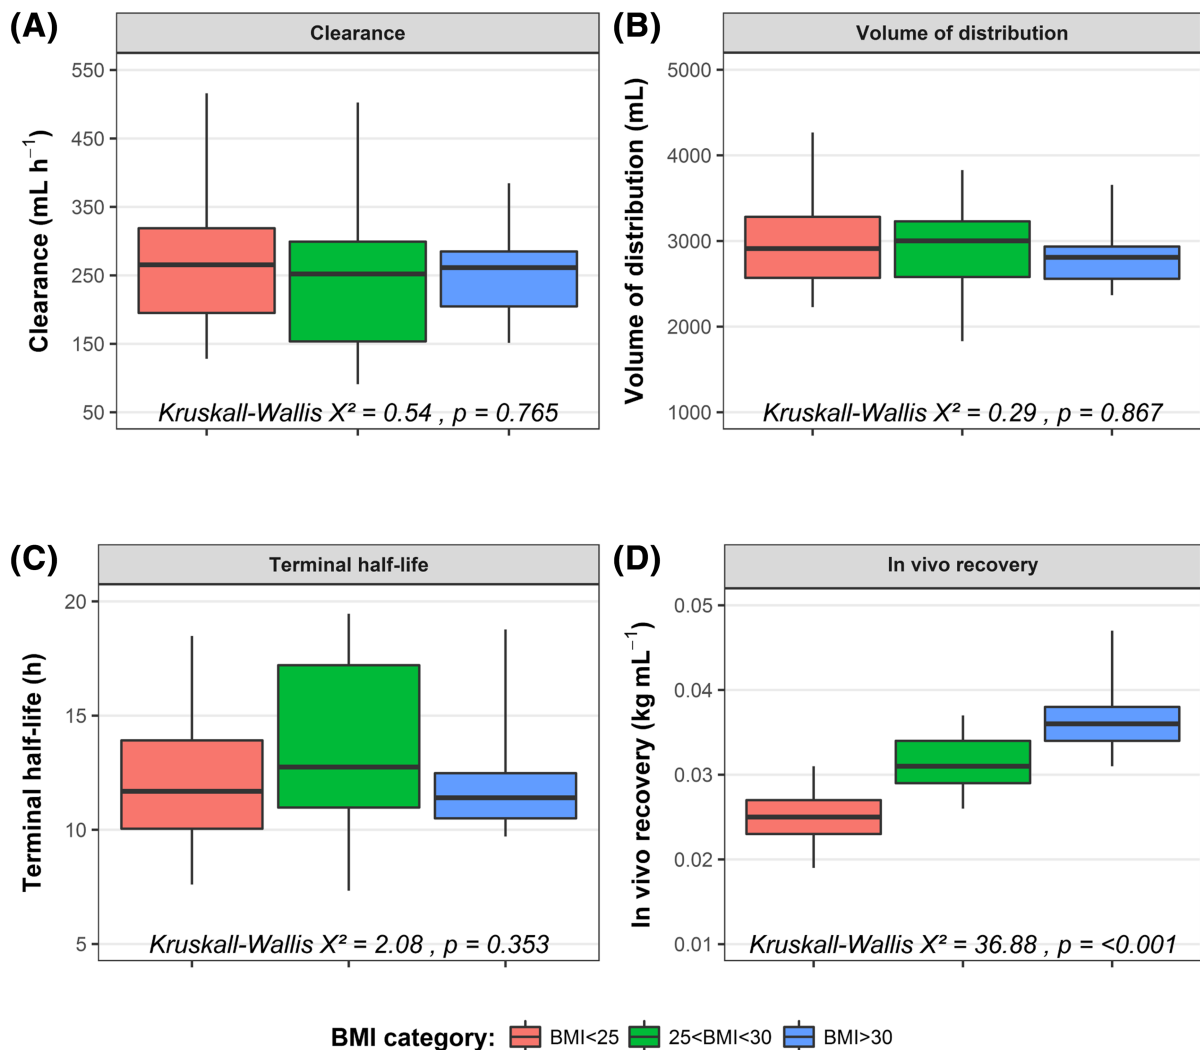 (A)
Clearance
Clearance (mL h⁻¹)
550
450
350
250
150
50
Kruskall-Wallis X² = 0.54 , p = 0.765
(B)
Volume of distribution
Volume of distribution (mL)
5000
4000
3000
2000
1000
Kruskall-Wallis X² = 0.29 , p = 0.867
(C)
Terminal half-life
Terminal half-life (h)
20
15
10
5
Kruskall-Wallis X² = 2.08 , p = 0.353
(D)
In vivo recovery
In vivo recovery (kg mL⁻¹)
0.05
0.04
0.03
0.02
0.01
Kruskall-Wallis X² = 36.88 , p = <0.001
BMI category: BMI<25 25<BMI<30 BMI>30